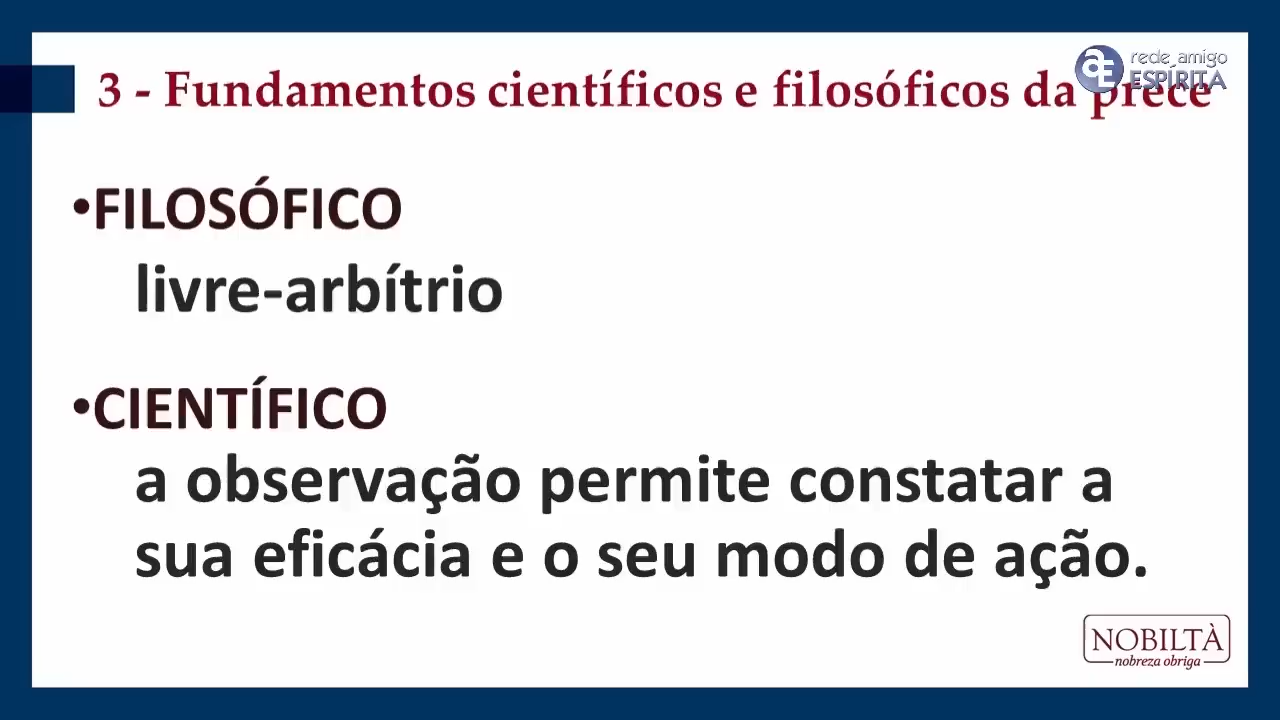 3 - Fundamentos científicos e filosóficos da prece
rede_amigo
ESPÍRITA
•FILOSÓFICO
livre-arbítrio
•CIENTÍFICO
a observação permite constatar a
sua eficácia e o seu modo de ação.
NOBILTÀ
nobreza obriga